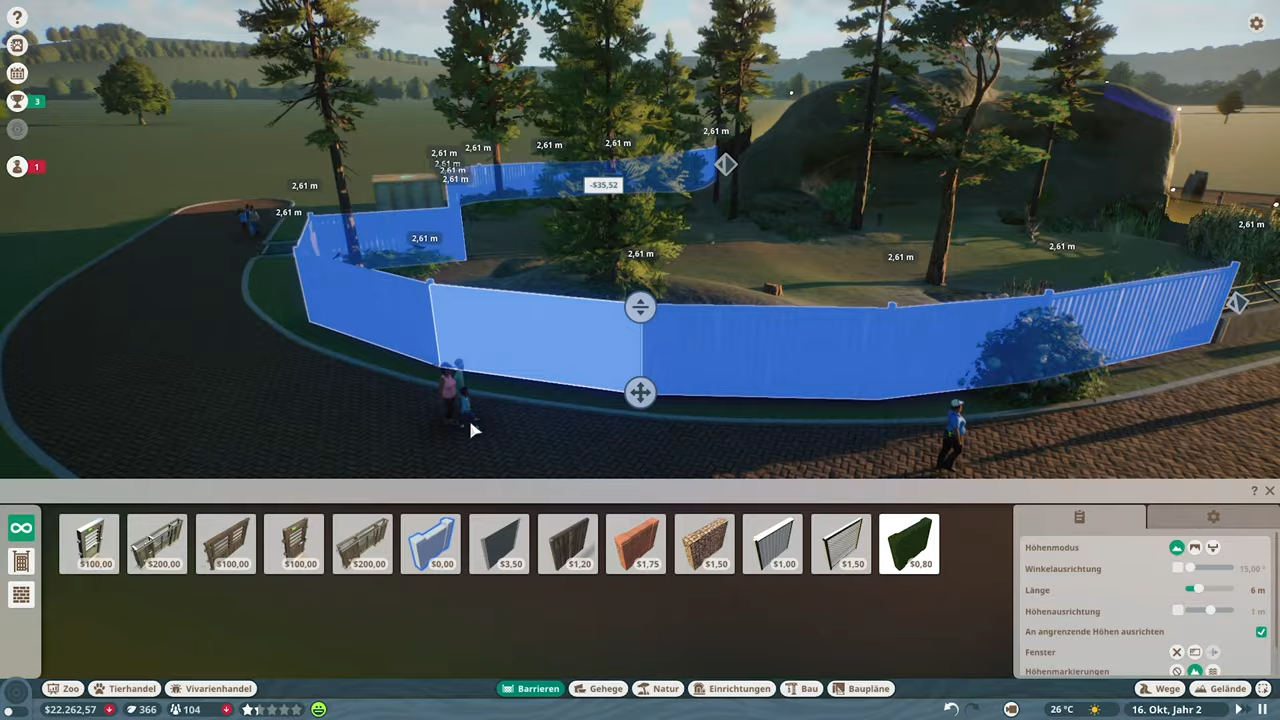 ?
3
1
2,61 m
2,61 m
2,61 m
2,61 m
2,61 m
2,61 m
2,61 m
2,61 m
-$35,52
2,61 m
2,61 m
2,61 m
2,61 m
2,61 m
2,61 m
2,61 m
? ×
$100,00
$200,00
$100,00
$100,00
$200,00
$0,00
$3,50
$1,20
$1,75
$1,50
$1,00
$1,50
$0,80
Höhenmodus
Winkelausrichtung 15,00 °
Länge 6 m
Höhenausrichtung 1 m
An angrenzende Höhen ausrichten
Fenster
Höhenmarkierungen
Zoo Tierhandel Vivarienhandel Barrieren Gehege Natur Einrichtungen Bau Baupläne Wege Gelände
$22.262,57 366 104 26 °C 16. Okt, Jahr 2